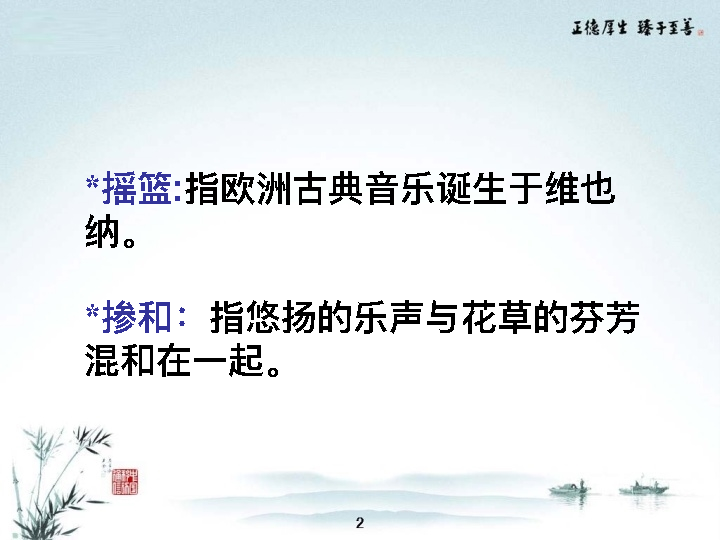 正德厚生 臻于至善
*摇篮:指欧洲古典音乐诞生于维也
纳。
*掺和：指悠扬的乐声与花草的芬芳
混和在一起。
2